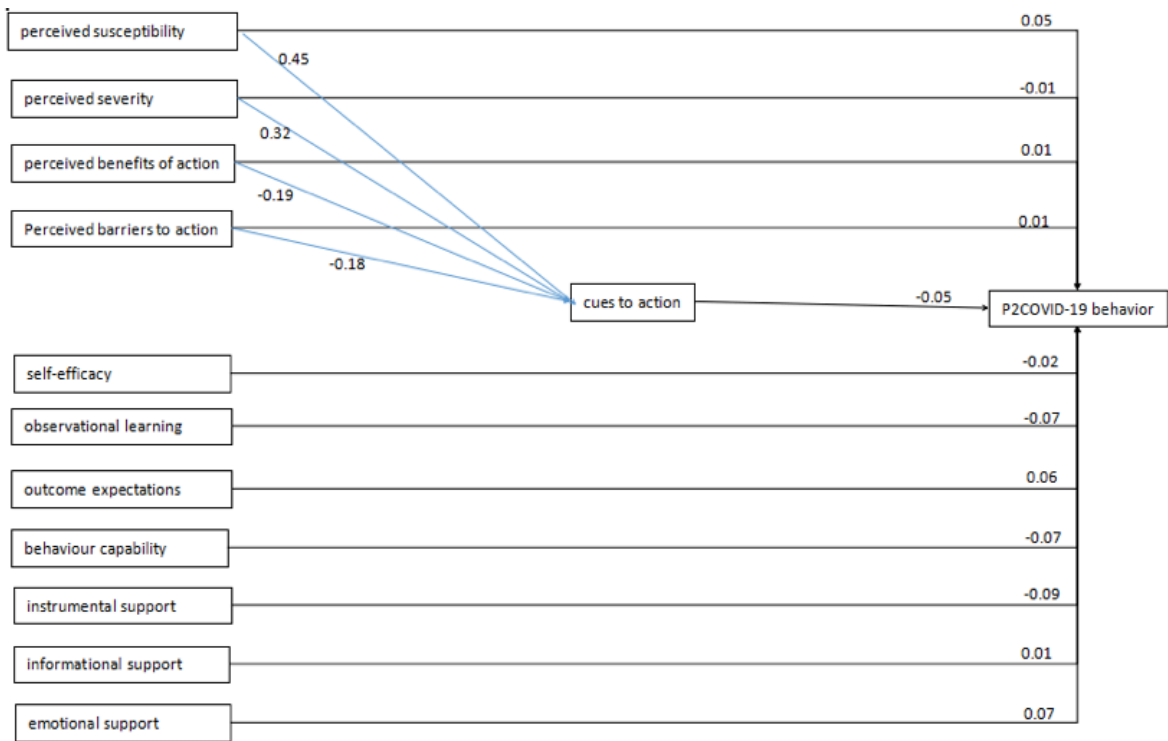 perceived susceptibility
0.05
0.45
perceived severity
-0.01
0.32
perceived benefits of action
0.01
-0.19
Perceived barriers to action
0.01
-0.18
cues to action
-0.05
P2COVID-19 behavior
self-efficacy
-0.02
observational learning
-0.07
outcome expectations
0.06
behaviour capability
-0.07
instrumental support
-0.09
informational support
0.01
emotional support
0.07